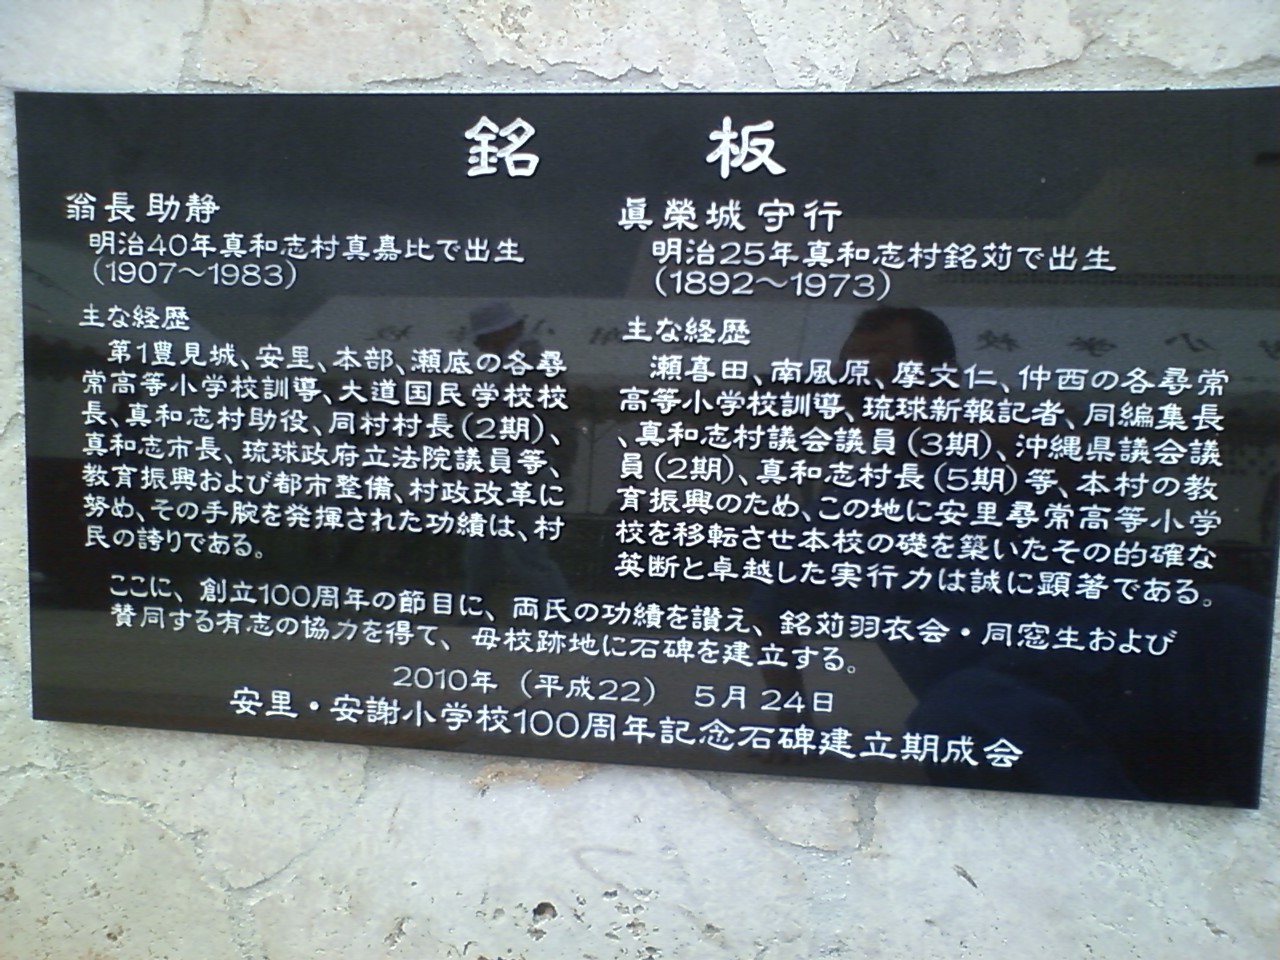 銘板
翁長助静
明治40年真和志村真嘉比で出生
(1907～1983)
主な経歴
第1豊見城、安里、本部、瀬底の各尋
常高等小学校訓導、大道国民学校校
長、真和志村助役、同村村長(2期)、
真和志市長、琉球政府立法院議員等、
教育振興および都市整備、村政改革に
努め、その手腕を発揮された功績は、村
民の誇りである。
眞榮城守行
明治25年真和志村銘苅で出生
(1892～1973)
主な経歴
瀬喜田、南風原、摩文仁、仲西の各尋常
高等小学校訓導、琉球新報記者、同編集長
、真和志村議会議員(3期)、沖縄県議会議
員(2期)、真和志村長(5期)等、本村の教
育振興のため、この地に安里尋常高等小学
校を移転させ本校の礎を築いたその的確な
英断と卓越した実行力は誠に顕著である。
ここに、創立100周年の節目に、両氏の功績を讃え、銘苅羽衣会・同窓生および
賛同する有志の協力を得て、母校跡地に石碑を建立する。
2010年(平成22)5月24日
安里・安謝小学校100周年記念石碑建立期成会